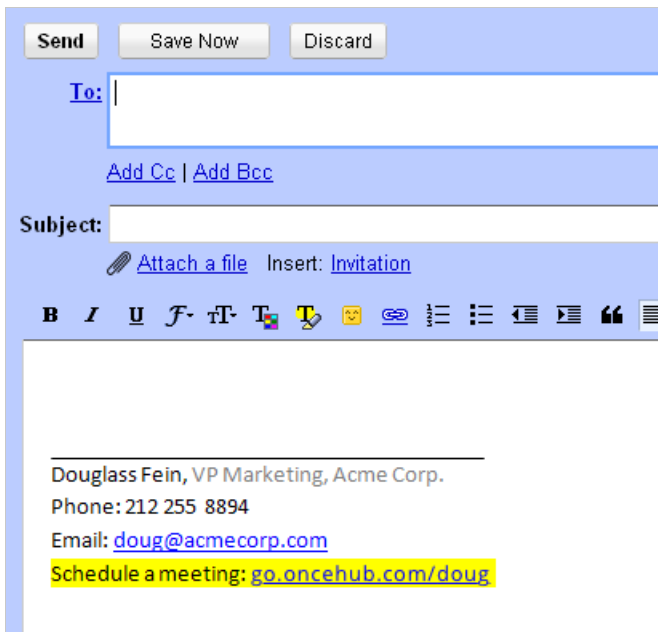 Send Save Now Discard
To:
Add Cc | Add Bcc
Subject:
Attach a file Insert: Invitation
B I U F TT T T
Douglass Fein, VP Marketing, Acme Corp.
Phone: 212 255 8894
Email: doug@acmecorp.com
Schedule a meeting: go.oncehub.com/doug